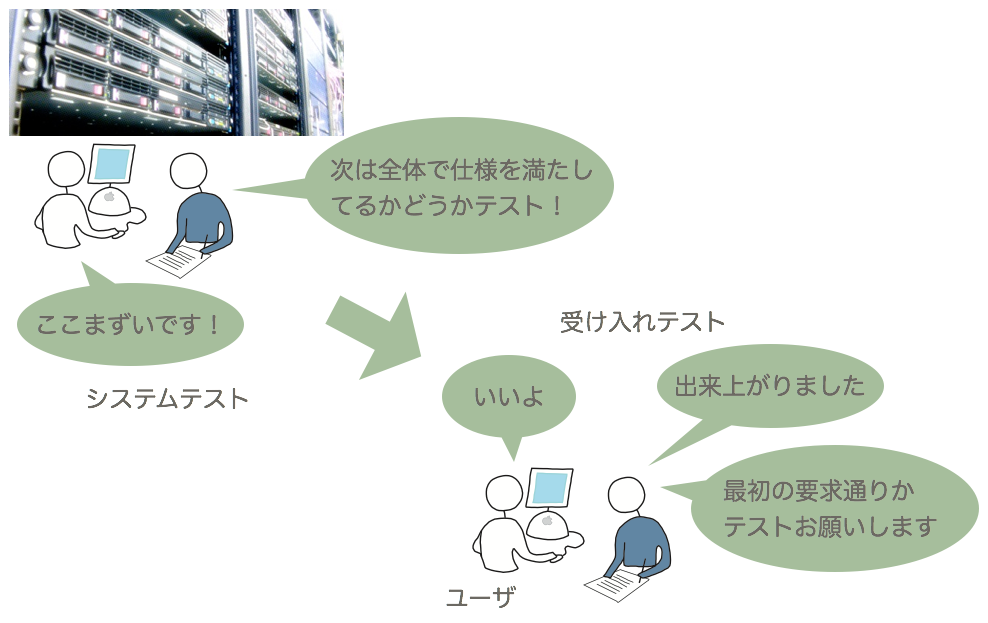 次は全体で仕様を満たし
てるかどうかテスト！
ここまずいです！
システムテスト
受け入れテスト
いいよ
出来上がりました
最初の要求通りか
テストお願いします
ユーザ